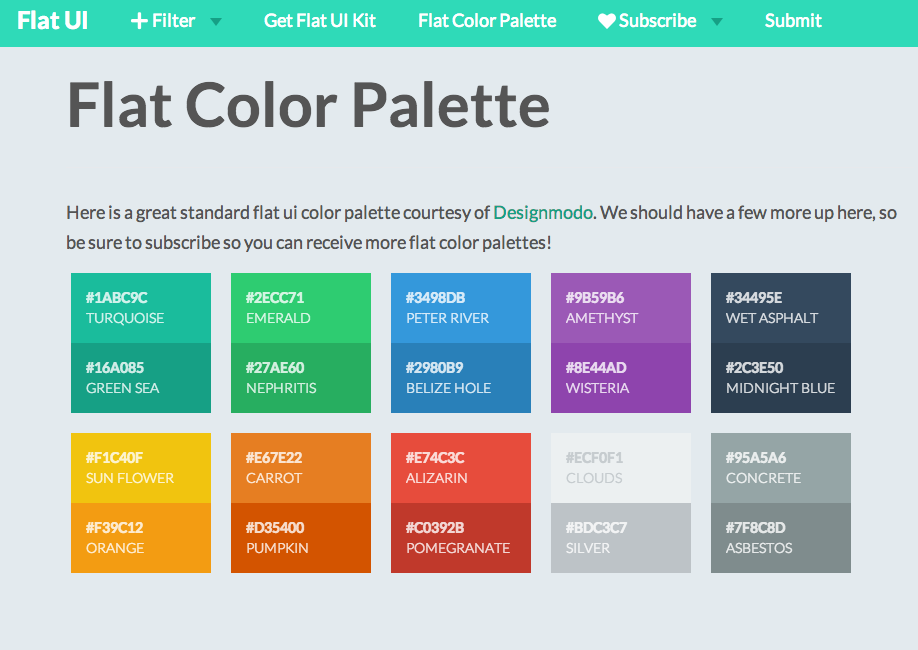 Flat UI + Filter Get Flat UI Kit Flat Color Palette Subscribe Submit
Flat Color Palette
Here is a great standard flat ui color palette courtesy of Designmodo. We should have a few more up here, so
be sure to subscribe so you can receive more flat color palettes!
#1ABC9C
TURQUOISE
#16A085
GREEN SEA
#2ECC71
EMERALD
#27AE60
NEPHRITIS
#3498DB
PETER RIVER
#2980B9
BELIZE HOLE
#9B59B6
AMETHYST
#8E44AD
WISTERIA
#34495E
WET ASPHALT
#2C3E50
MIDNIGHT BLUE
#F1C40F
SUN FLOWER
#F39C12
ORANGE
#E67E22
CARROT
#D35400
PUMPKIN
#E74C3C
ALIZARIN
#C0392B
POMEGRANATE
#ECF0F1
CLOUDS
#BDC3C7
SILVER
#95A5A6
CONCRETE
#7F8C8D
ASBESTOS